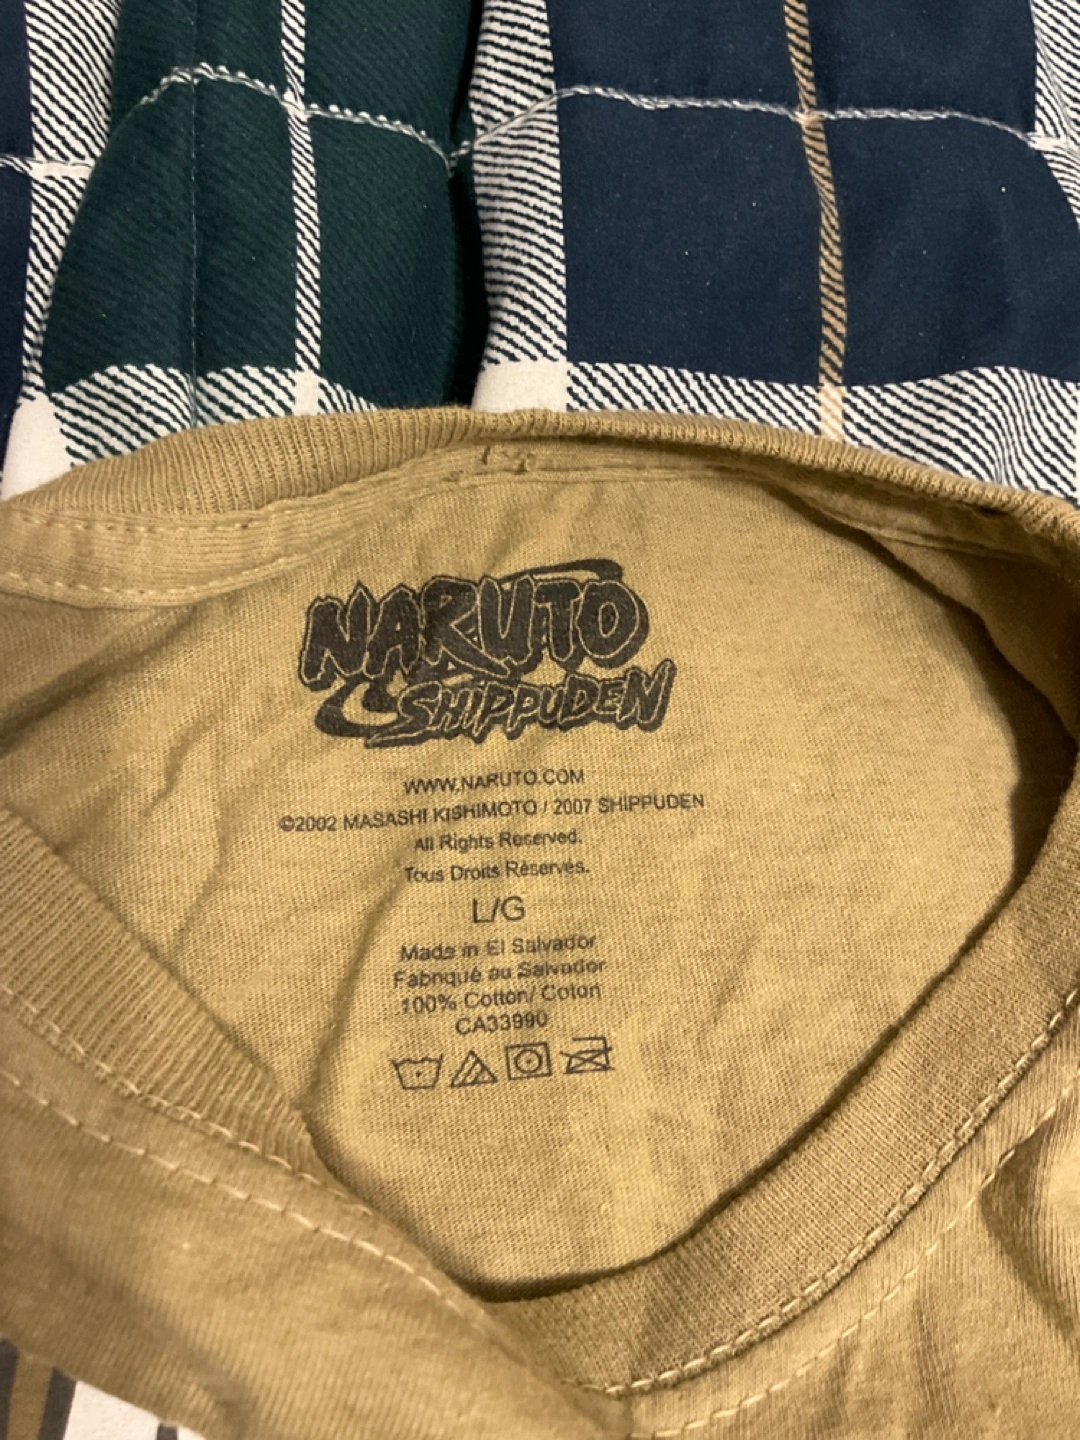 NARUTO
SHIPPUDEN
WWW.NARUTO.COM
©2002 MASASHI KISHIMOTO / 2007 SHIPPUDEN
All Rights Reserved.
Tous Droits Réservés.
L/G
Made in El Salvador
Fabriqué au Salvador
100% Cotton/ Coton
CA33990